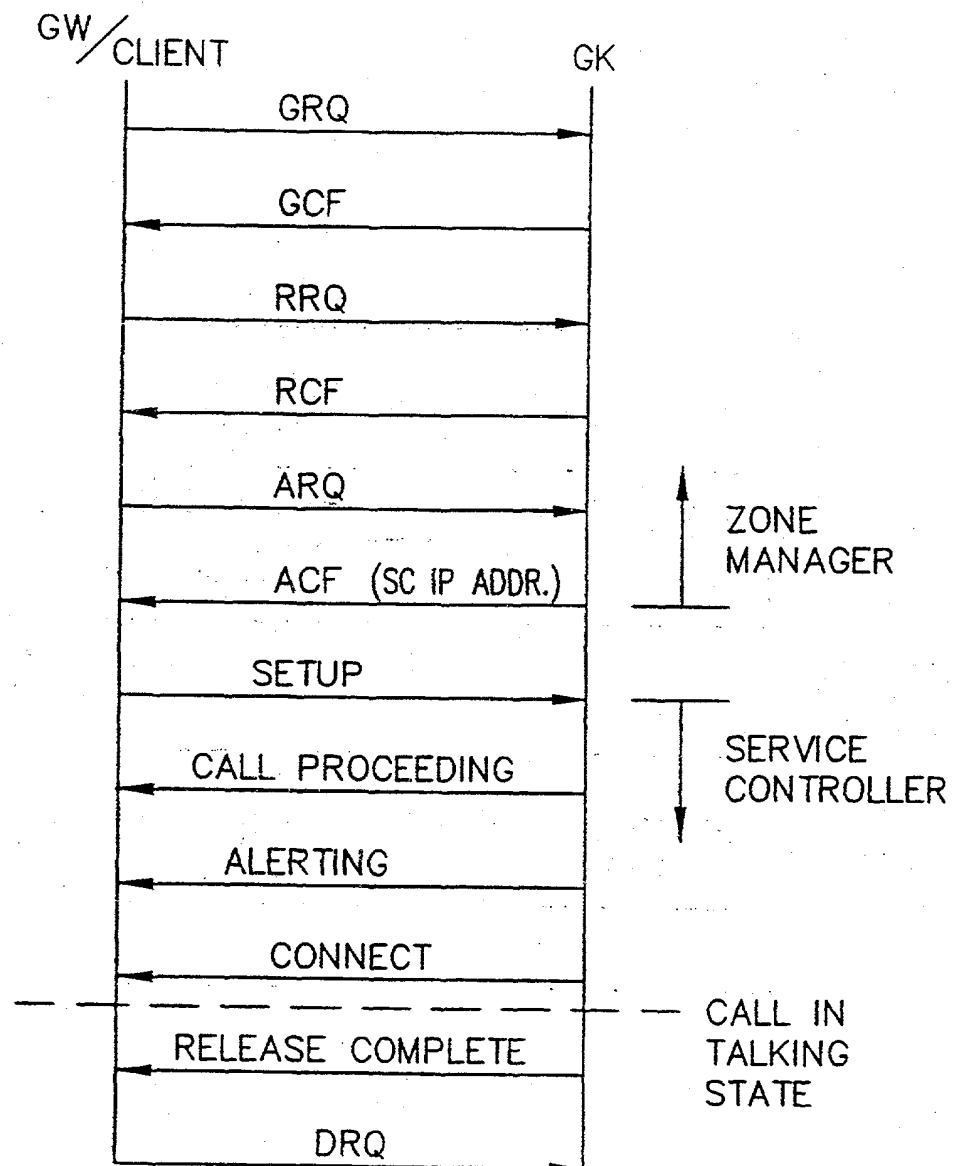 GW/CLIENT
GK
GRQ
GCF
RRQ
RCF
ARQ
ZONE
MANAGER
ACF (SC IP ADDR.)
SETUP
SERVICE
CONTROLLER
CALL PROCEEDING
ALERTING
CONNECT
CALL IN
TALKING
STATE
RELEASE COMPLETE
DRQ